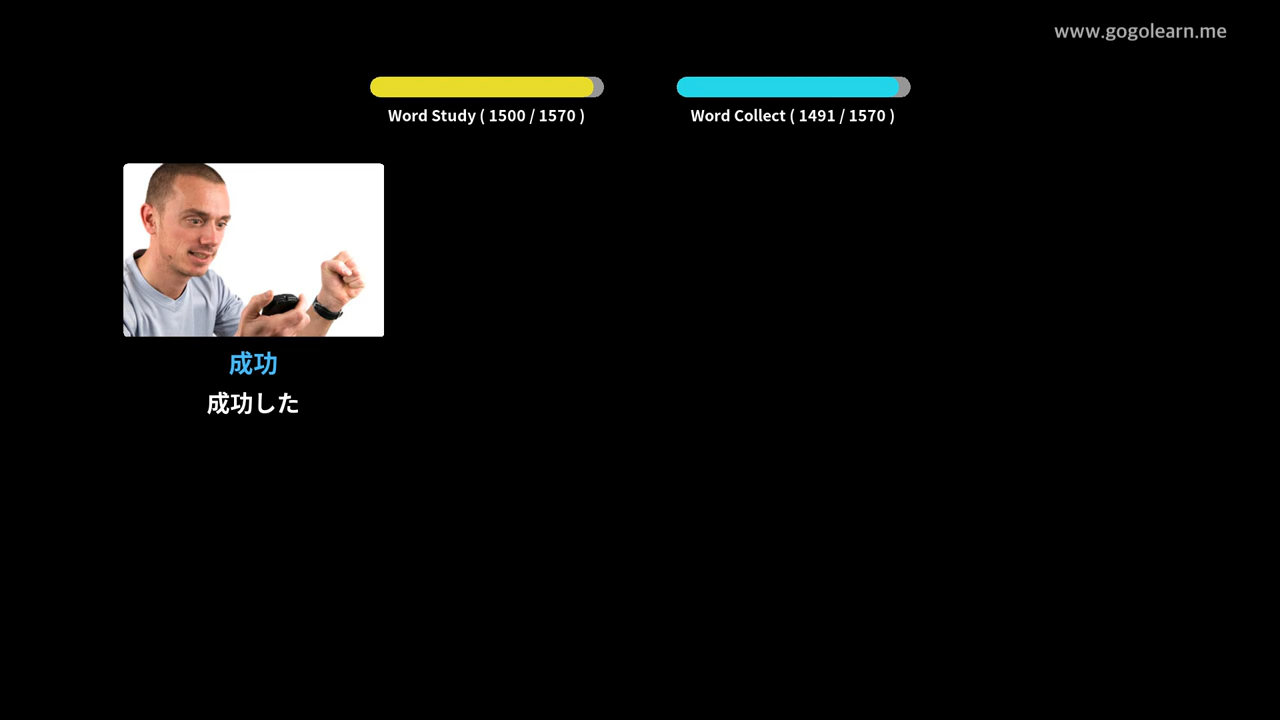 www.gogolearn.me
Word Study ( 1500 / 1570 )
Word Collect ( 1491 / 1570 )
成功
成功した